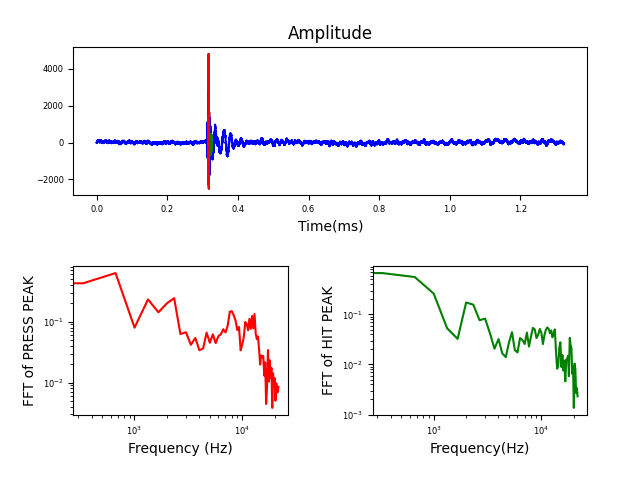 Amplitude
4000
2000
0
−2000
0.0 0.2 0.4 0.6 0.8 1.0 1.2
Time(ms)
FFT of PRESS PEAK
10⁻¹
10⁻²
10³ 10⁴
Frequency (Hz)
FFT of HIT PEAK
10⁻¹
10⁻²
10⁻³
10³ 10⁴
Frequency(Hz)